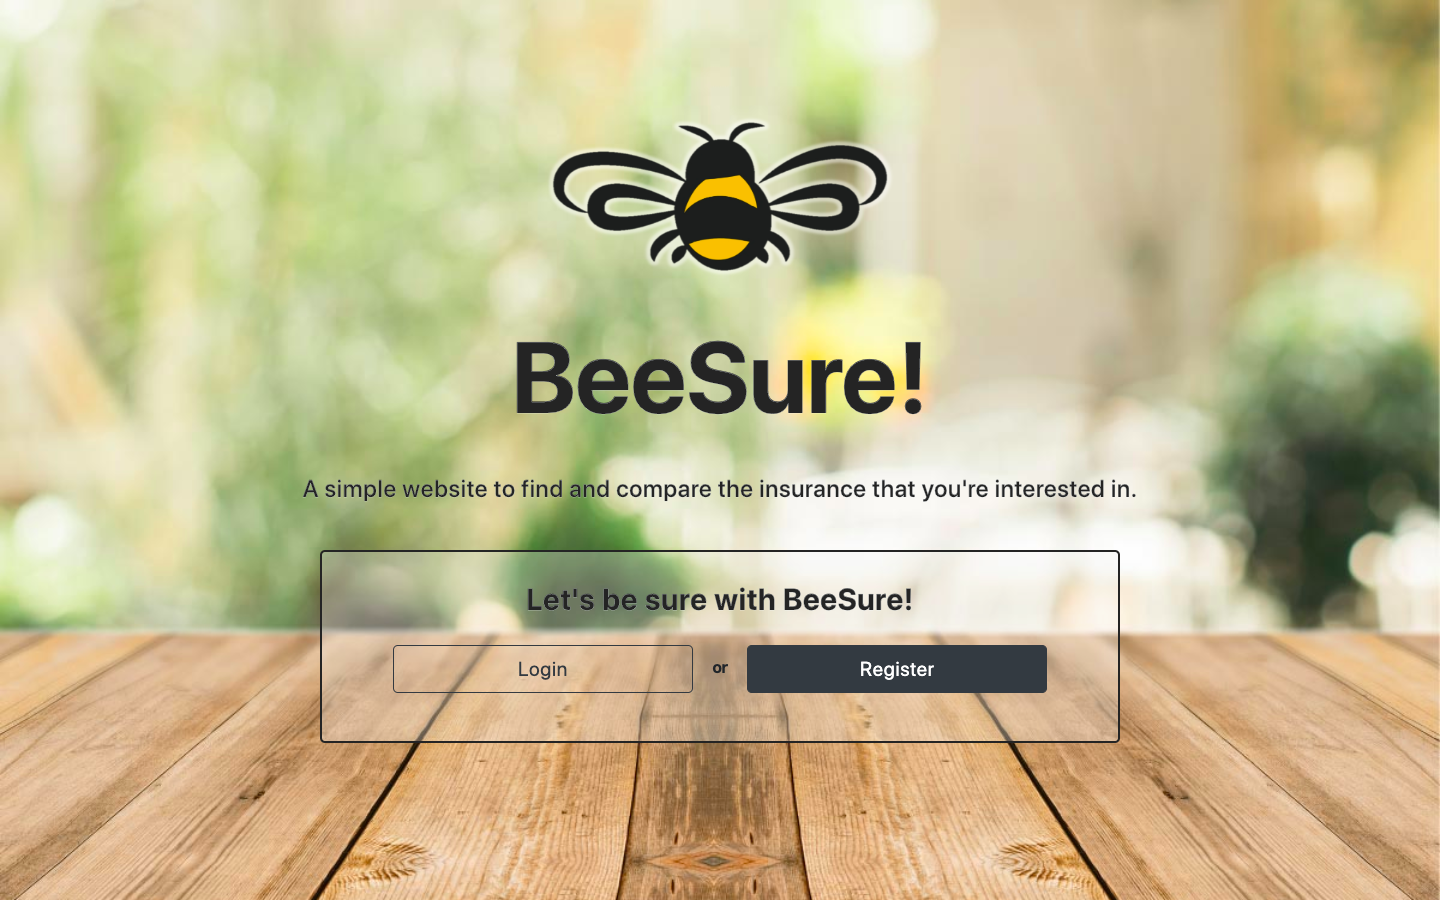 BeeSure!
A simple website to find and compare the insurance that you're interested in.
Let's be sure with BeeSure!
Login or Register